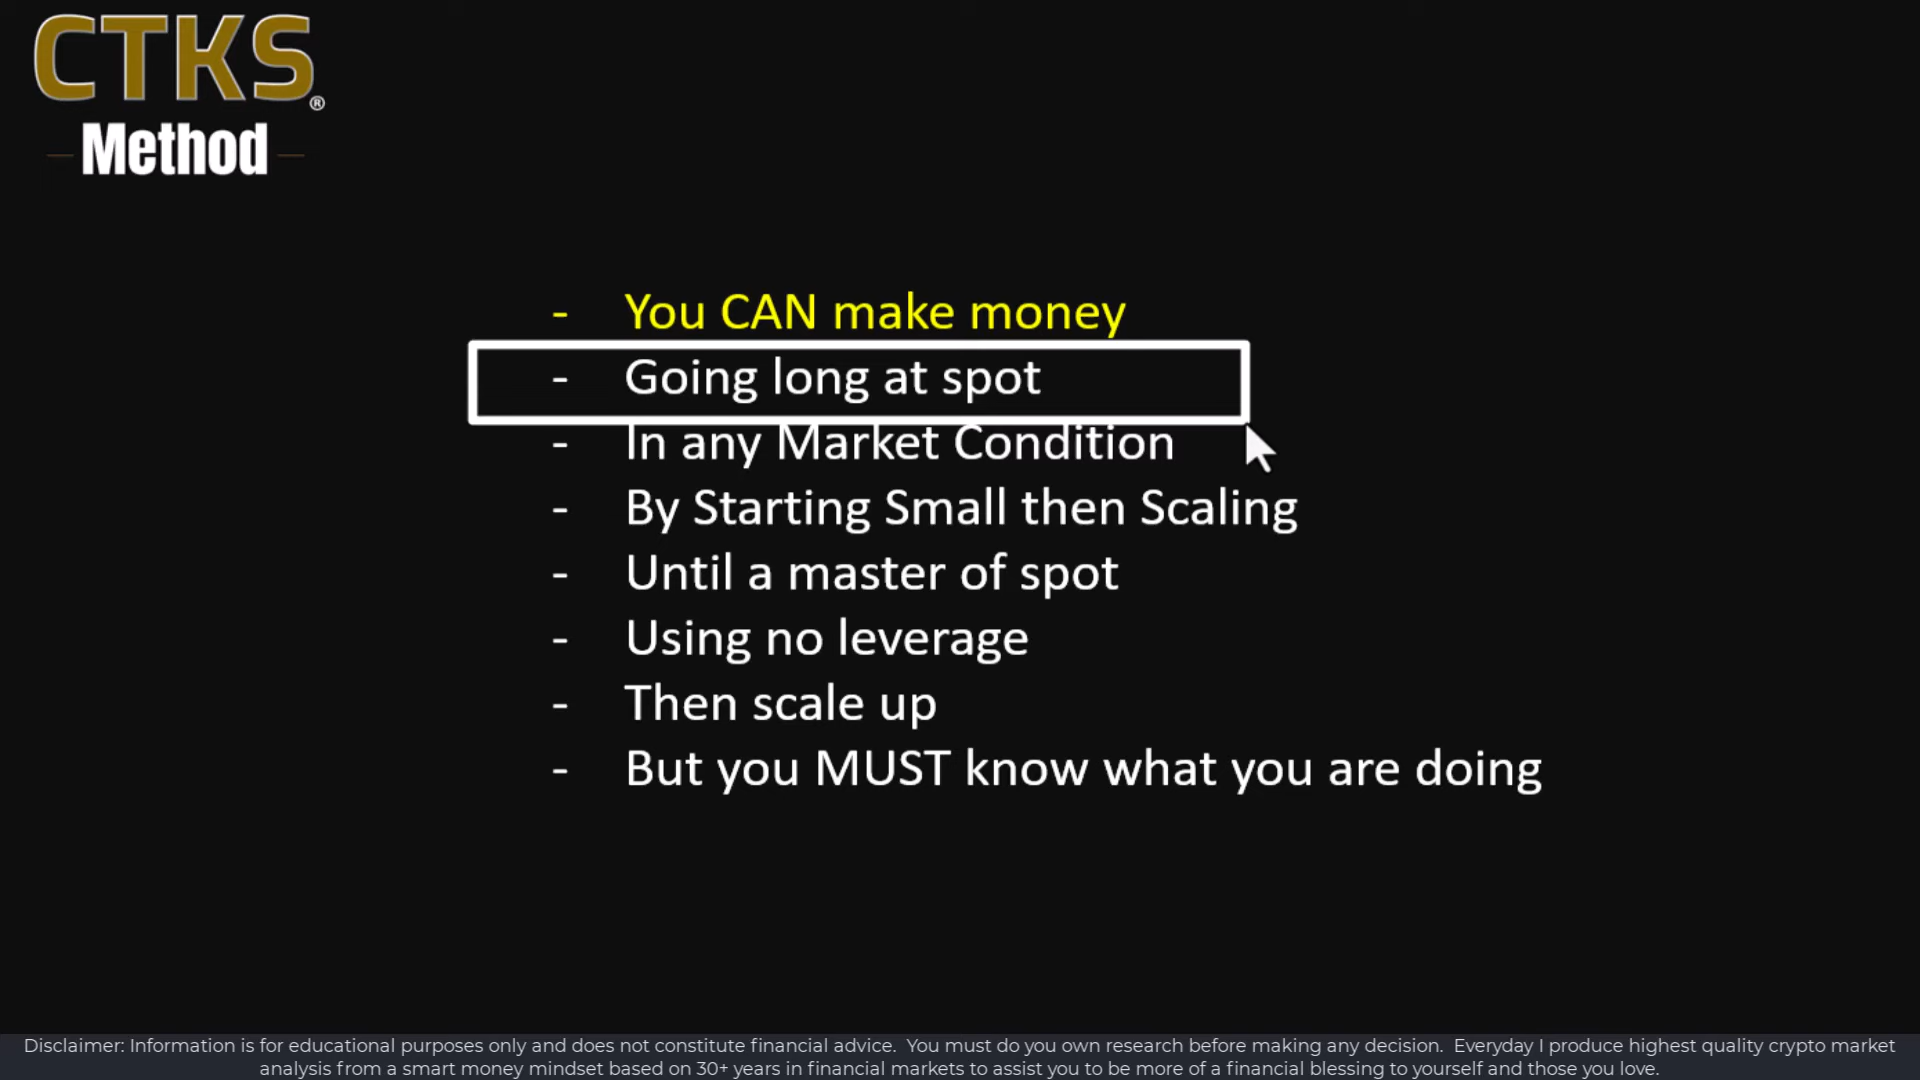 CTKS®
Method
- You CAN make money
- Going long at spot
- In any Market Condition
- By Starting Small then Scaling
- Until a master of spot
- Using no leverage
- Then scale up
- But you MUST know what you are doing
Disclaimer: Information is for educational purposes only and does not constitute financial advice.  You must do you own research before making any decision.  Everyday I produce highest quality crypto market
analysis from a smart money mindset based on 30+ years in financial markets to assist you to be more of a financial blessing to yourself and those you love.